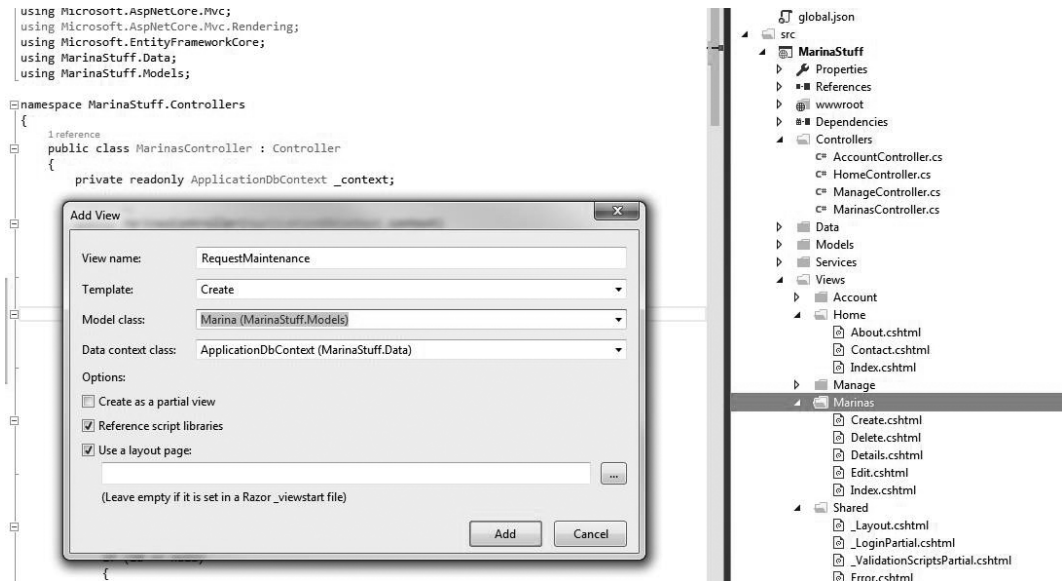 using Microsoft.AspNetCore.Mvc;
using Microsoft.AspNetCore.Mvc.Rendering;
using Microsoft.EntityFrameworkCore;
using MarinaStuff.Data;
using MarinaStuff.Models;
namespace MarinaStuff.Controllers
{
1 reference
public class MarinasController : Controller
{
private readonly ApplicationDbContext _context;
Add View
View name: RequestMaintenance
Template: Create
Model class: Marina (MarinaStuff.Models)
Data context class: ApplicationDbContext (MarinaStuff.Data)
Options:
Create as a partial view
Reference script libraries
Use a layout page:
...
(Leave empty if it is set in a Razor _viewstart file)
Add Cancel
{
global.json
src
MarinaStuff
Properties
References
wwwroot
Dependencies
Controllers
C# AccountController.cs
C# HomeController.cs
C# ManageController.cs
C# MarinasController.cs
Data
Models
Services
Views
Account
Home
About.cshtml
Contact.cshtml
Index.cshtml
Manage
Marinas
Create.cshtml
Delete.cshtml
Details.cshtml
Edit.cshtml
Index.cshtml
Shared
_Layout.cshtml
_LoginPartial.cshtml
_ValidationScriptsPartial.cshtml
Error.cshtml